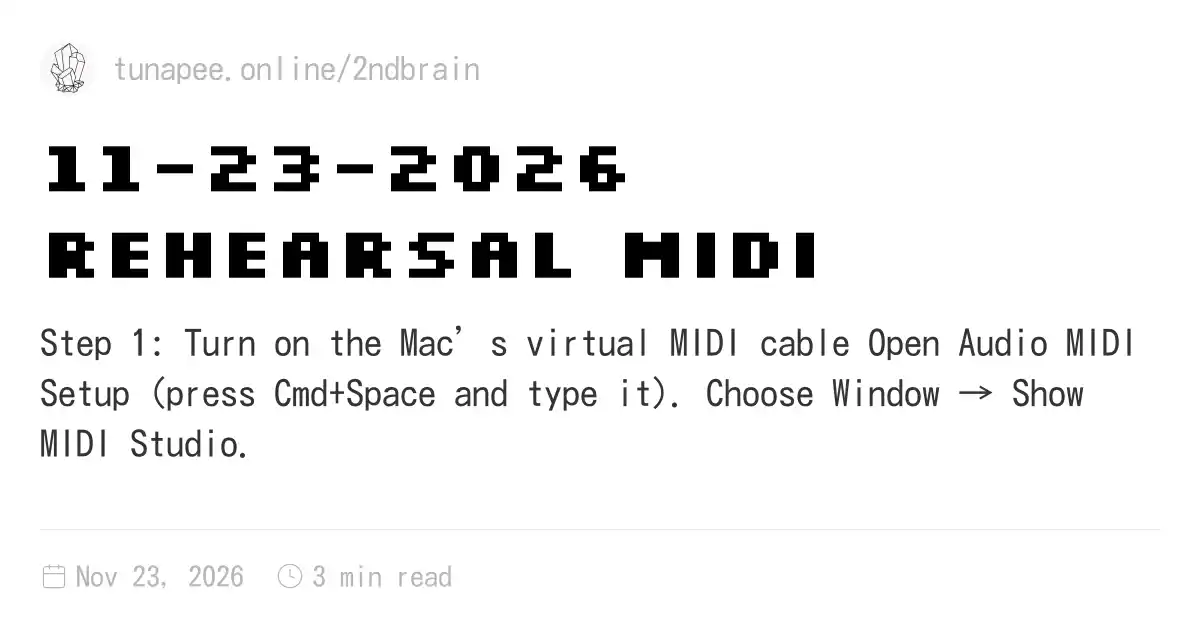 tunapee.online/2ndbrain
11-23-2026
REHEARSAL MIDI
Step 1: Turn on the Mac’s virtual MIDI cable Open Audio MIDI
Setup (press Cmd+Space and type it). Choose Window → Show
MIDI Studio.
Nov 23, 2026 3 min read